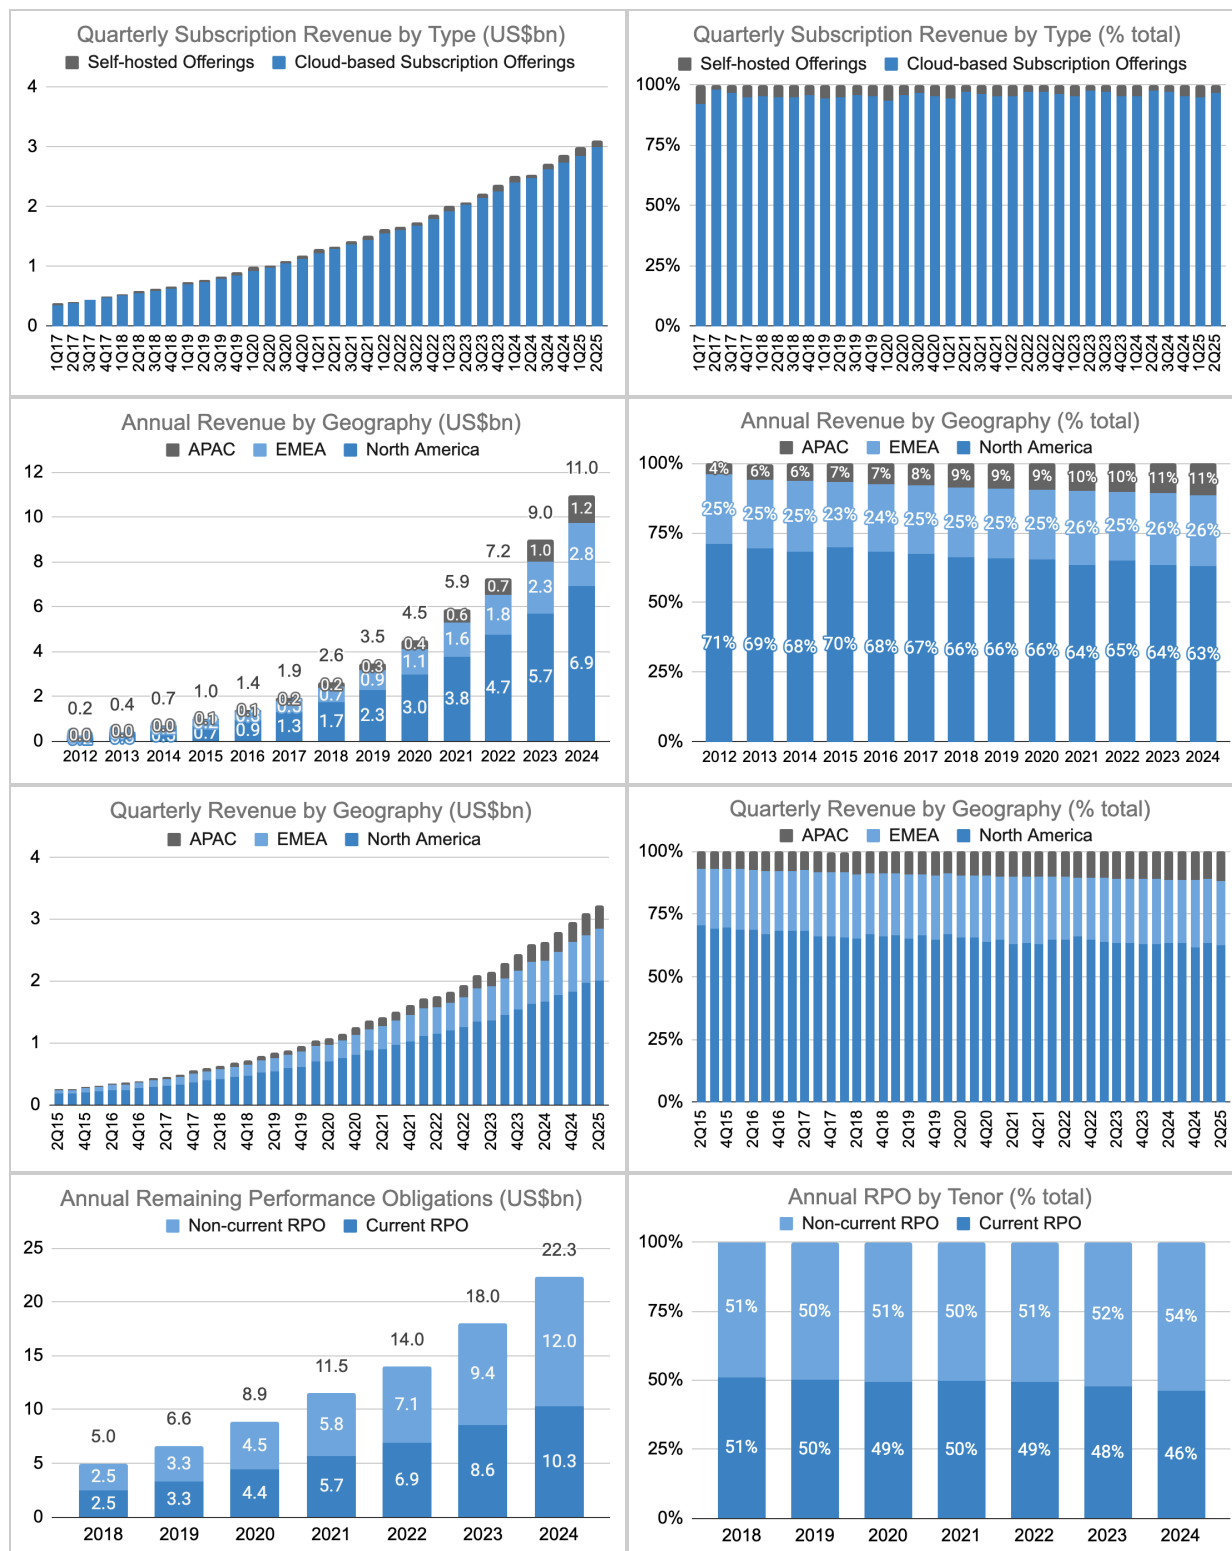 Quarterly Subscription Revenue by Type (US$bn)
Self-hosted Offerings Cloud-based Subscription Offerings
4
3
2
1
0
1Q17 2Q17 3Q17 4Q17 1Q18 2Q18 3Q18 4Q18 1Q19 2Q19 3Q19 4Q19 1Q20 2Q20 3Q20 4Q20 1Q21 2Q21 3Q21 4Q21 1Q22 2Q22 3Q22 4Q22 1Q23 2Q23 3Q23 4Q23 1Q24 2Q24 3Q24 4Q24 1Q25 2Q25
Quarterly Subscription Revenue by Type (% total)
Self-hosted Offerings Cloud-based Subscription Offerings
100%
75%
50%
25%
0%
1Q17 2Q17 3Q17 4Q17 1Q18 2Q18 3Q18 4Q18 1Q19 2Q19 3Q19 4Q19 1Q20 2Q20 3Q20 4Q20 1Q21 2Q21 3Q21 4Q21 1Q22 2Q22 3Q22 4Q22 1Q23 2Q23 3Q23 4Q23 1Q24 2Q24 3Q24 4Q24 1Q25 2Q25
Annual Revenue by Geography (US$bn)
APAC EMEA North America
12
10
8
6
4
2
0
0.2 0.4 0.7 1.0 1.4 1.9 2.6 3.5 4.5 5.9 7.2 9.0 11.0
0.0 0.0 0.0 0.1 0.1 0.2 0.2 0.3 0.4 0.6 0.7 1.0 1.2
0.7 0.9 1.1 1.6 1.8 2.3 2.8
0.7 0.9 1.3 1.7 2.3 3.0 3.8 4.7 5.7 6.9
2012 2013 2014 2015 2016 2017 2018 2019 2020 2021 2022 2023 2024
Annual Revenue by Geography (% total)
APAC EMEA North America
100%
75%
50%
25%
0%
4% 6% 6% 7% 7% 8% 9% 9% 9% 10% 10% 11% 11%
25% 25% 25% 23% 24% 25% 25% 25% 25% 26% 25% 26% 26%
71% 69% 68% 70% 68% 67% 66% 66% 66% 64% 65% 64% 63%
2012 2013 2014 2015 2016 2017 2018 2019 2020 2021 2022 2023 2024
Quarterly Revenue by Geography (US$bn)
APAC EMEA North America
4
3
2
1
0
2Q15 4Q15 2Q16 4Q16 2Q17 4Q17 2Q18 4Q18 2Q19 4Q19 2Q20 4Q20 2Q21 4Q21 2Q22 4Q22 2Q23 4Q23 2Q24 4Q24 2Q25
Quarterly Revenue by Geography (% total)
APAC EMEA North America
100%
75%
50%
25%
0%
2Q15 4Q15 2Q16 4Q16 2Q17 4Q17 2Q18 4Q18 2Q19 4Q19 2Q20 4Q20 2Q21 4Q21 2Q22 4Q22 2Q23 4Q23 2Q24 4Q24 2Q25
Annual Remaining Performance Obligations (US$bn)
Non-current RPO Current RPO
25
20
15
10
5
0
5.0 6.6 8.9 11.5 14.0 18.0 22.3
2.5 3.3 4.5 5.8 7.1 9.4 12.0
2.5 3.3 4.4 5.7 6.9 8.6 10.3
2018 2019 2020 2021 2022 2023 2024
Annual RPO by Tenor (% total)
Non-current RPO Current RPO
100%
75%
50%
25%
0%
51% 50% 51% 50% 51% 52% 54%
51% 50% 49% 50% 49% 48% 46%
2018 2019 2020 2021 2022 2023 2024